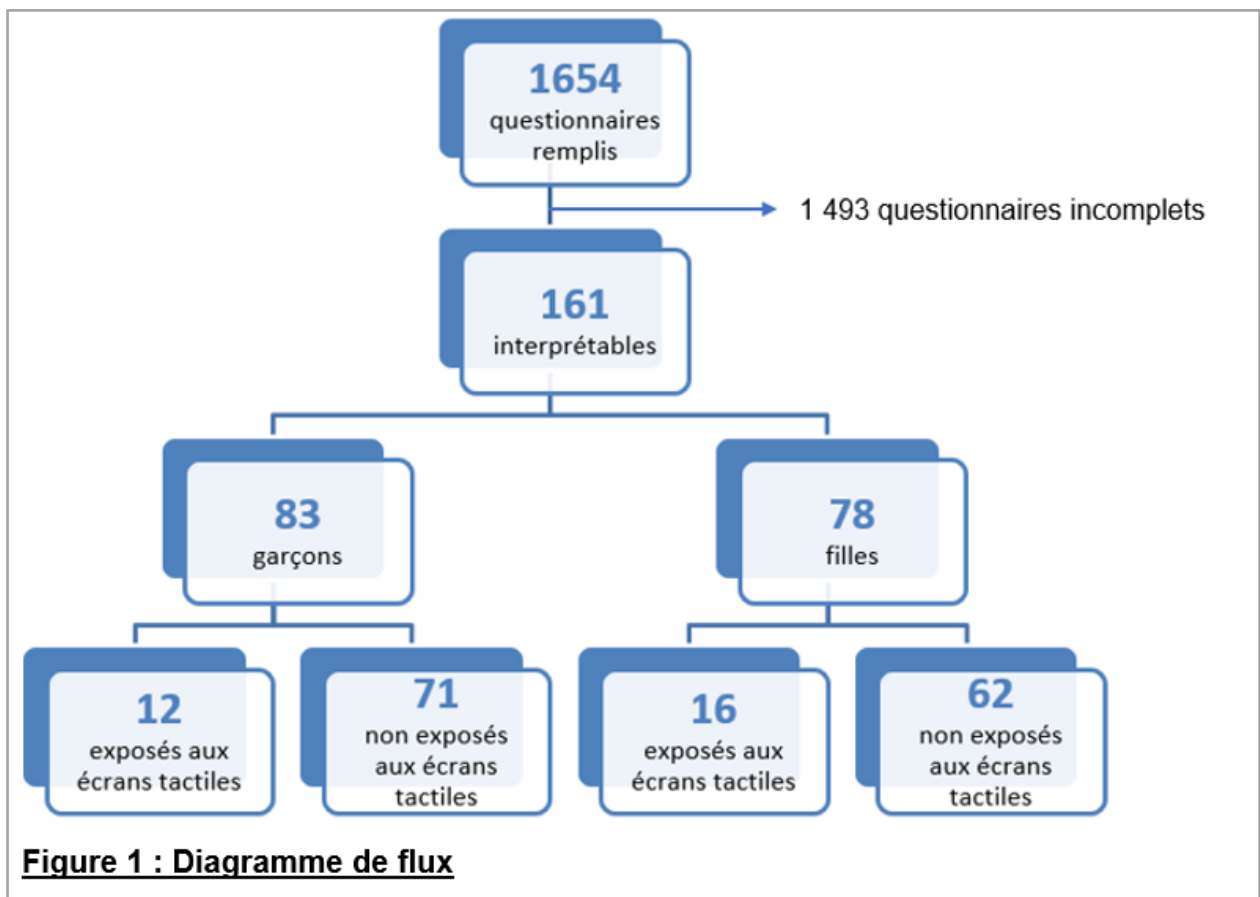 1654
questionnaires
remplis
1 493 questionnaires incomplets
161
interprétables
83
garçons
78
filles
12
exposés aux
écrans tactiles
71
non exposés
aux écrans
tactiles
16
exposés aux
écrans tactiles
62
non exposés
aux écrans
tactiles
Figure 1 : Diagramme de flux